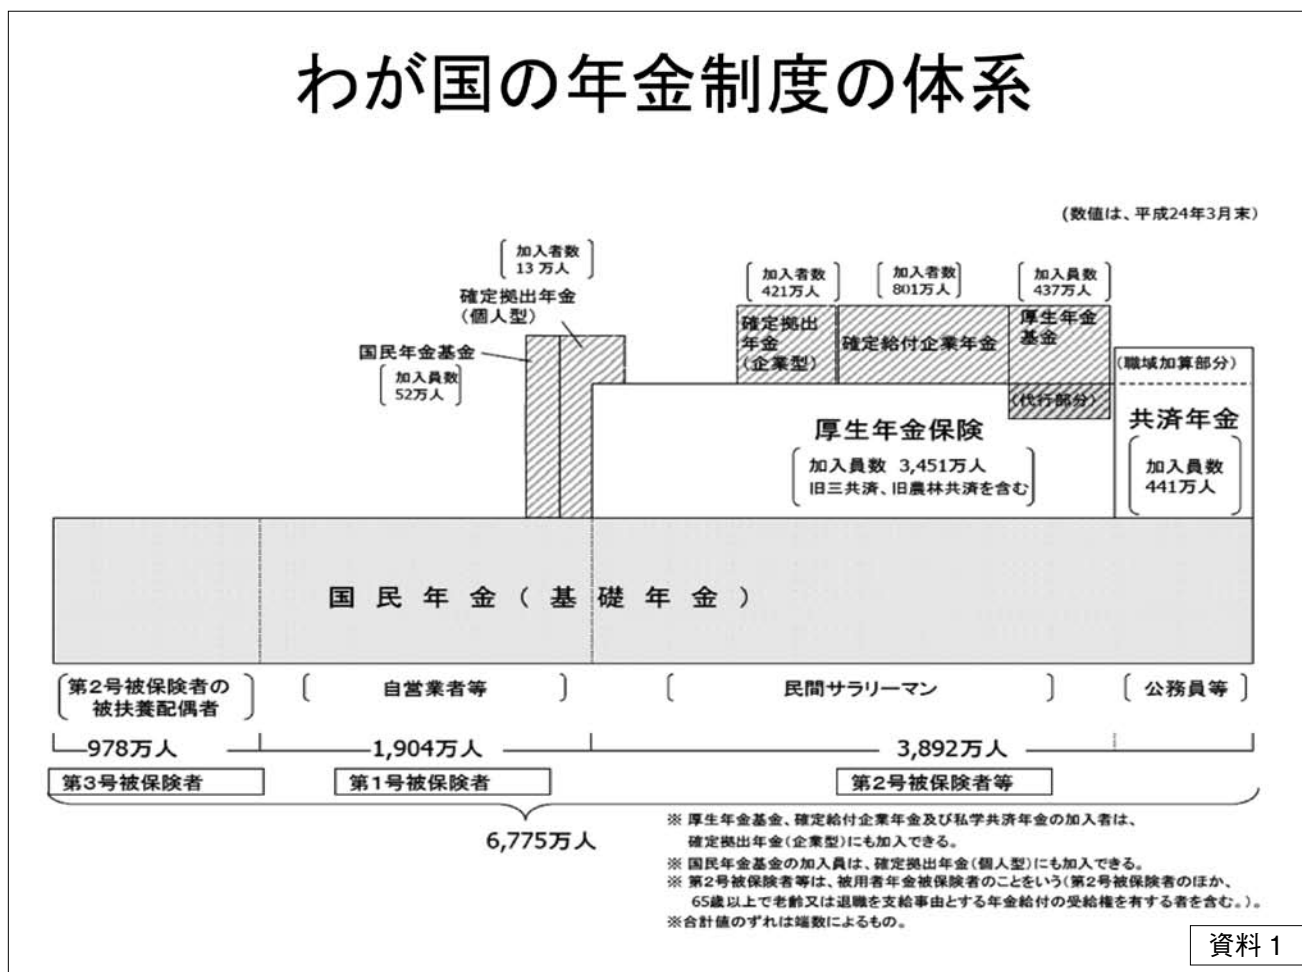 わが国の年金制度の体系
(数値は、平成24年3月末)
加入者数
13万人
確定拠出年金
(個人型)
国民年金基金
加入員数
52万人
加入者数
421万人
確定拠出
年金
(企業型)
加入者数
801万人
確定給付企業年金
加入員数
437万人
厚生年金
基金
(代行部分)
(職域加算部分)
厚生年金保険
加入員数 3,451万人
旧三共済、旧農林共済を含む
共済年金
加入員数
441万人
国民年金(基礎年金)
第2号被保険者の
被扶養配偶者
自営業者等
民間サラリーマン
公務員等
978万人
1,904万人
3,892万人
第3号被保険者
第1号被保険者
第2号被保険者等
6,775万人
※ 厚生年金基金、確定給付企業年金及び私学共済年金の加入者は、
確定拠出年金(企業型)にも加入できる。
※ 国民年金基金の加入員は、確定拠出年金(個人型)にも加入できる。
※ 第2号被保険者等は、被用者年金被保険者のことをいう(第2号被保険者のほか、
65歳以上で老齢又は退職を支給事由とする年金給付の受給権を有する者を含む。)。
※合計値のずれは端数によるもの。
資料1